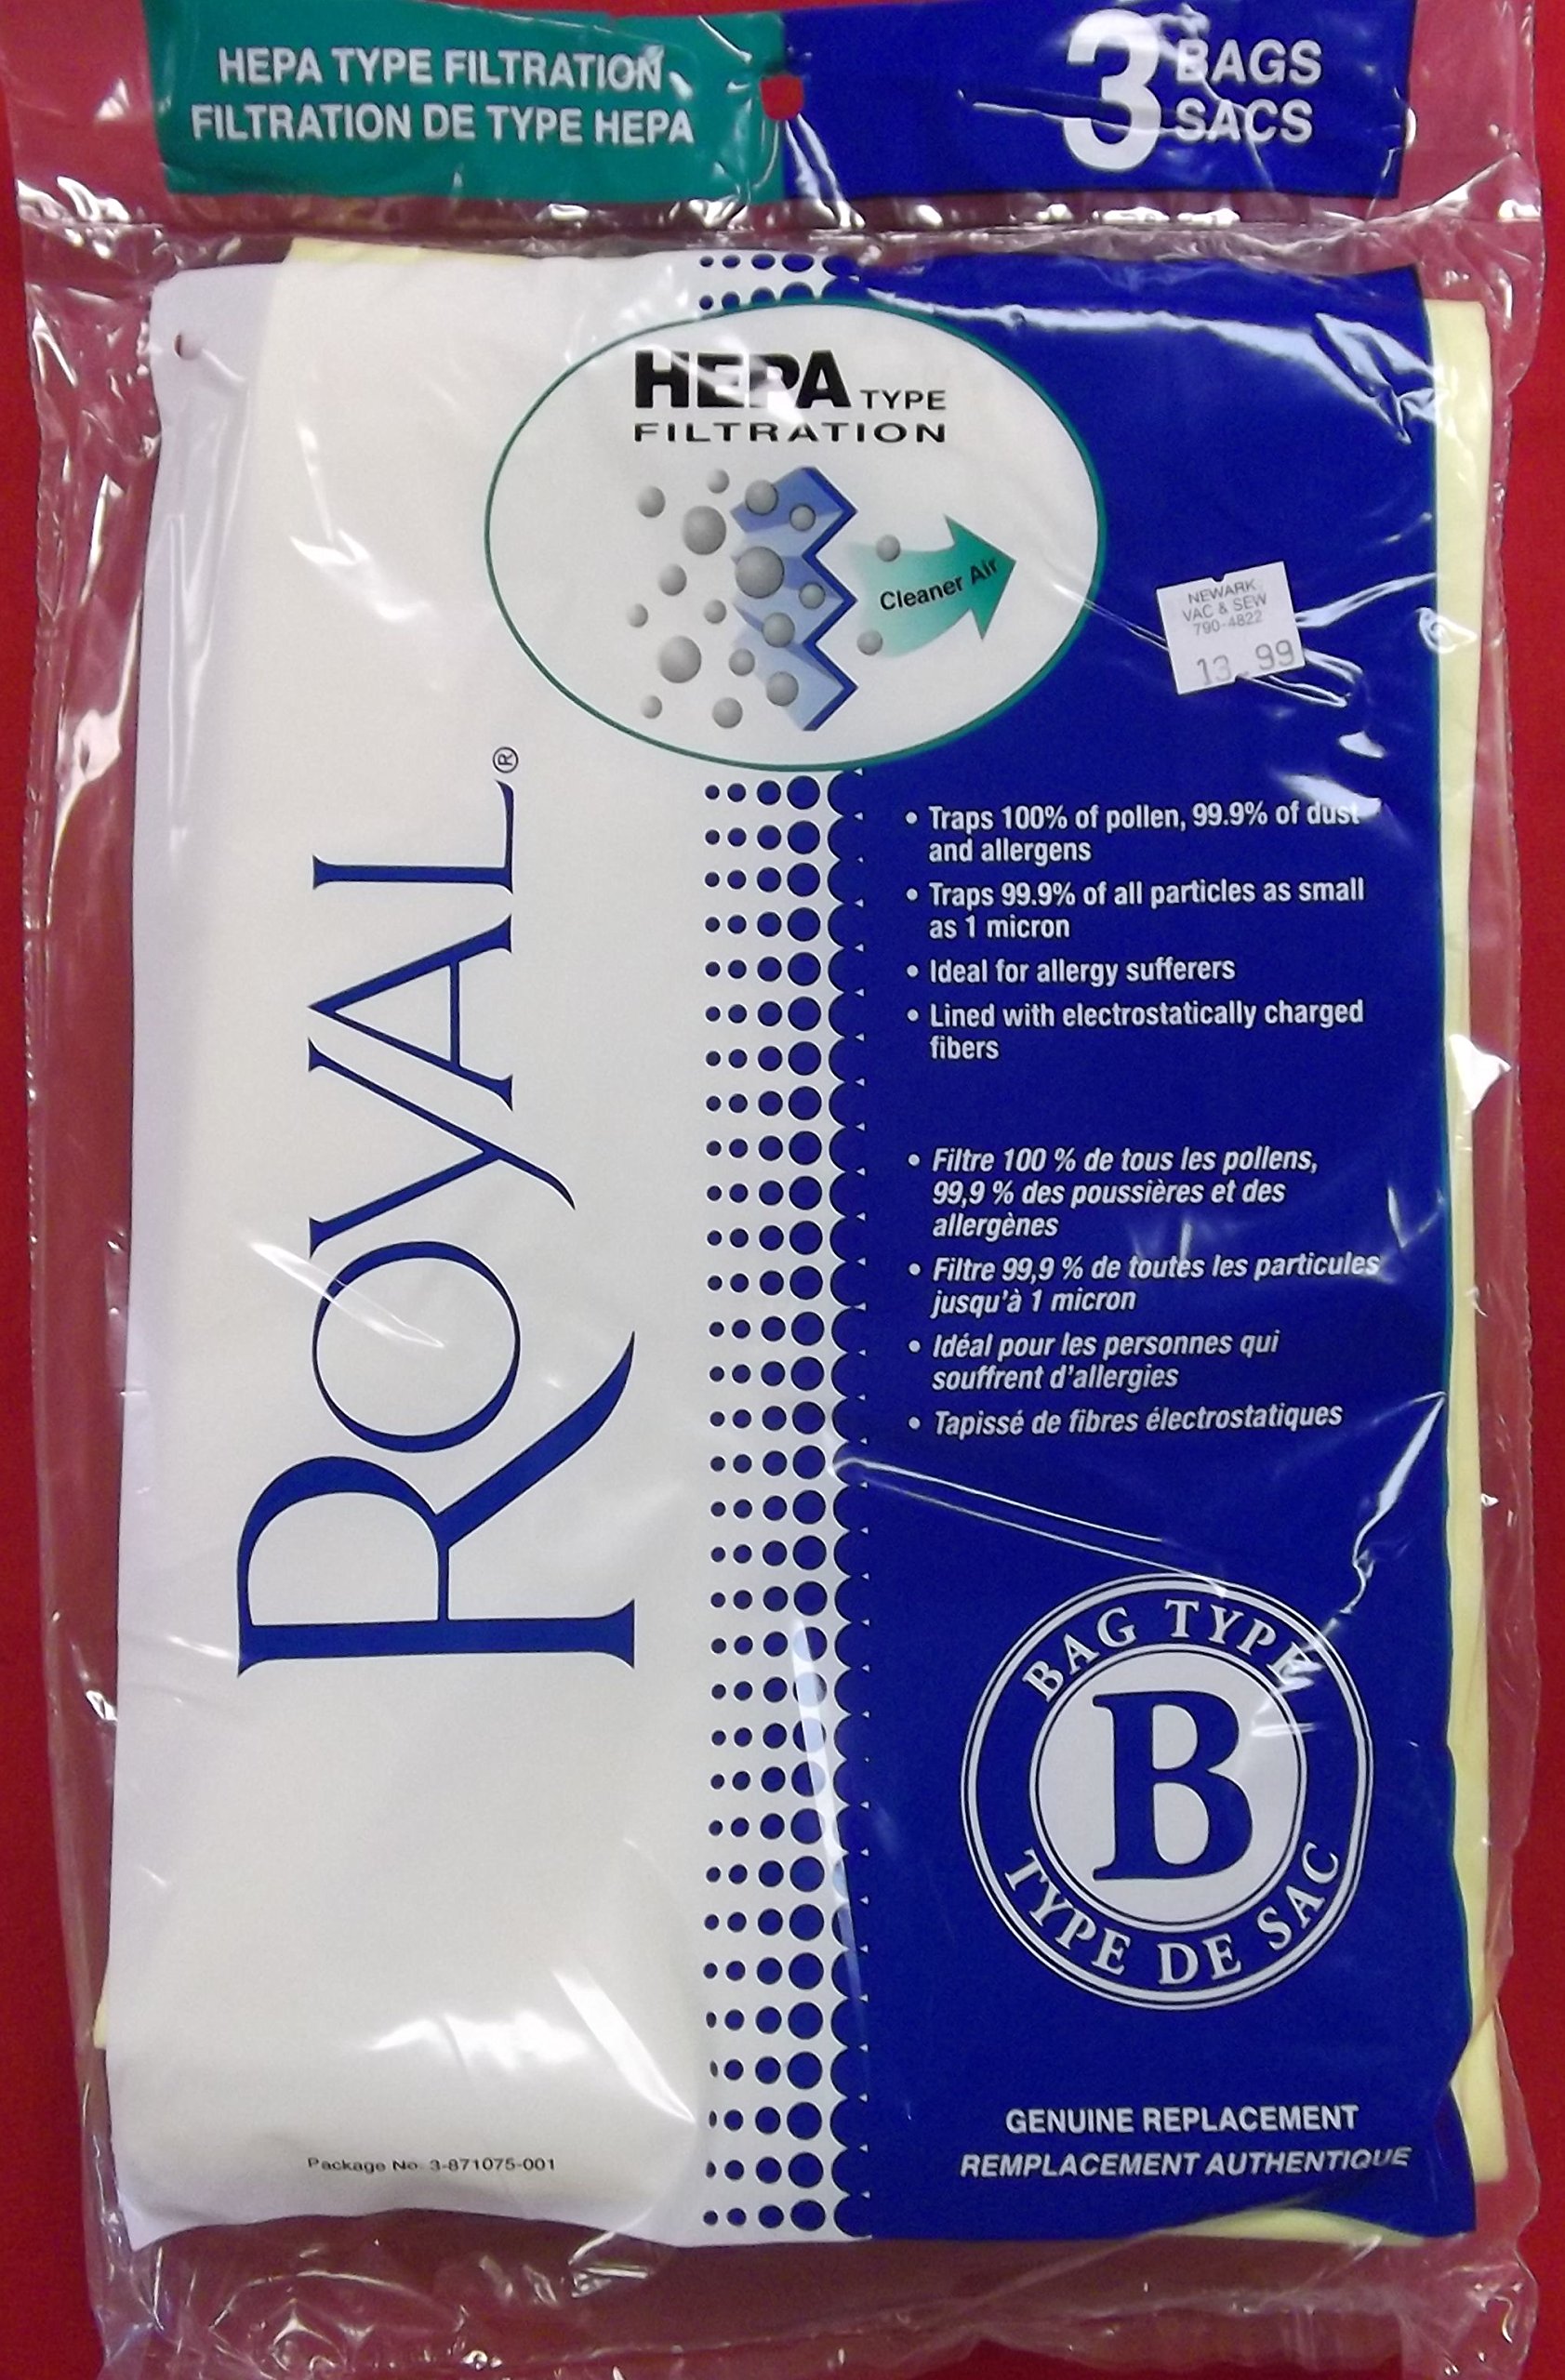 HEPA TYPE FILTRATION
FILTRATION DE TYPE HEPA
3 BAGS
SACS
HEPA TYPE
FILTRATION
Cleaner Air
NEWARK
VAC & SEW
790-4822
13.99
ROYAL®
• Traps 100% of pollen, 99.9% of dust
and allergens
• Traps 99.9% of all particles as small
as 1 micron
• Ideal for allergy sufferers
• Lined with electrostatically charged
fibers
• Filtre 100 % de tous les pollens,
99,9 % des poussières et des
allergènes
• Filtre 99,9 % de toutes les particules
jusqu'à 1 micron
• Idéal pour les personnes qui
souffrent d'allergies
• Tapissé de fibres électrostatiques
BAG TYPE
B
TYPE DE SAC
GENUINE REPLACEMENT
REMPLACEMENT AUTHENTIQUE
Package No. 3-871075-001